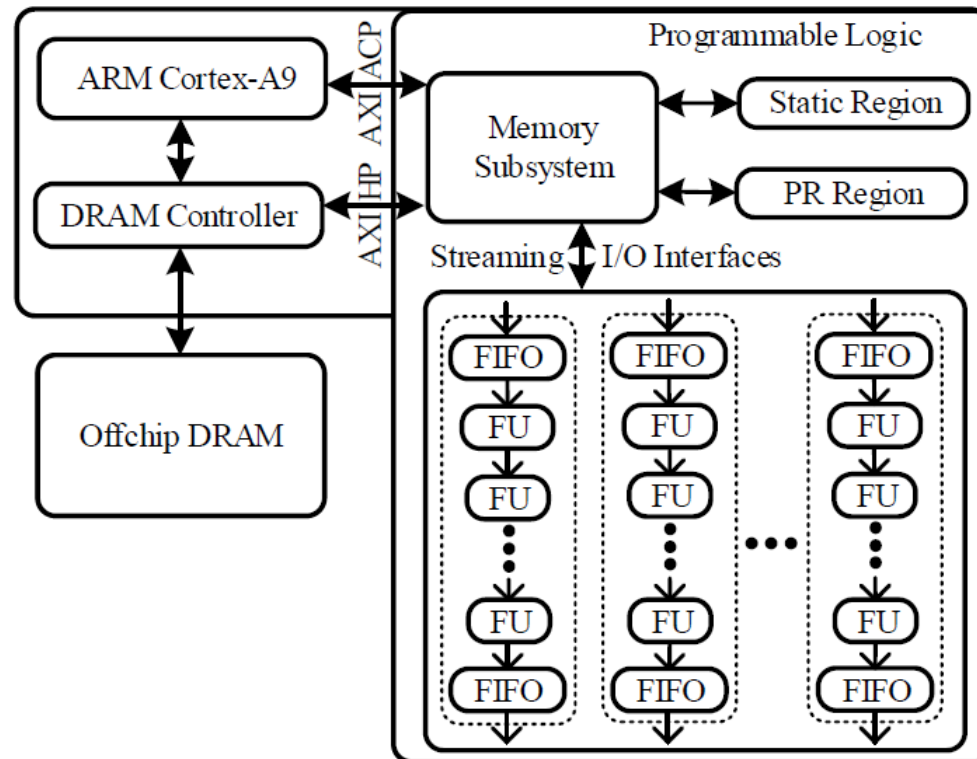 Programmable Logic
ARM Cortex-A9
AXI ACP
Memory
Subsystem
Static Region
DRAM Controller
AXI HP
PR Region
Streaming I/O Interfaces
Offchip DRAM
FIFO FIFO FIFO
FU FU FU
FU FU FU
FU FU FU
FIFO FIFO FIFO